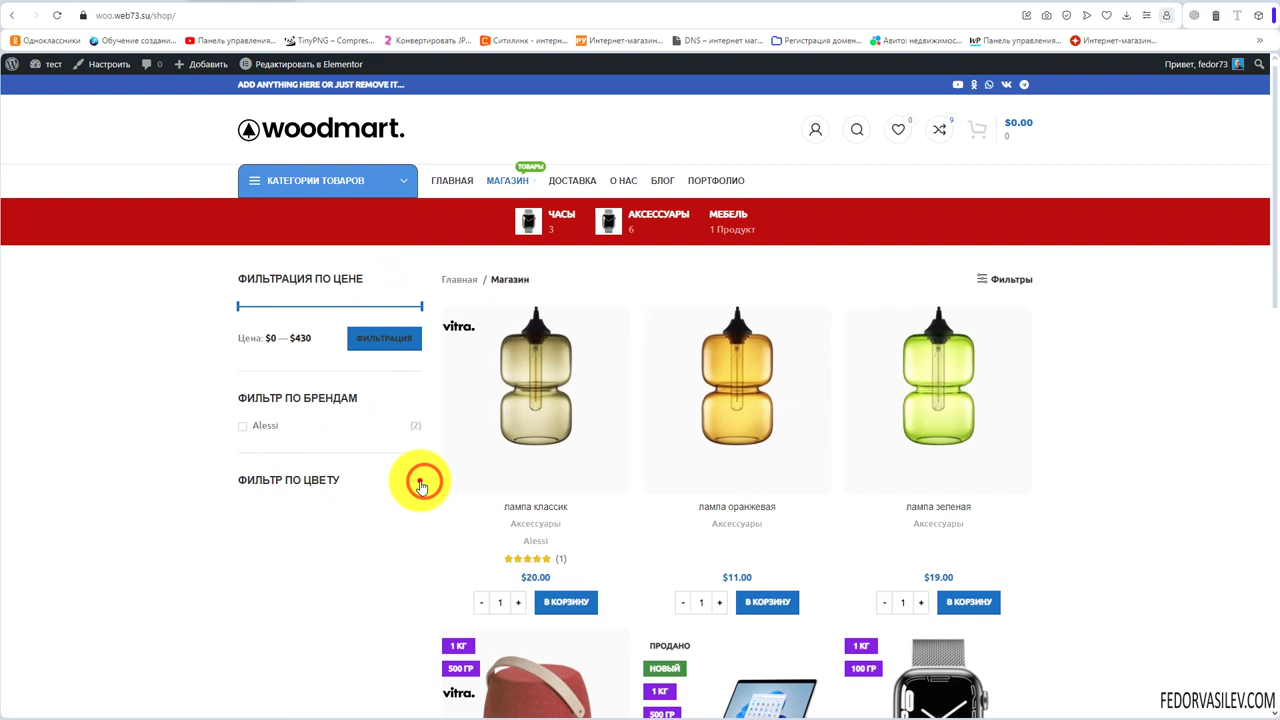 woo.web73.su/shop/
Одноклассники
Обучение создани...
Панель управления...
TinyPNG – Compres...
Конвертировать JP...
Ситилинк - интерн...
Интернет-магазин...
DNS – интернет маг...
Регистрация домен...
Авито: недвижимос...
Панель управления...
Интернет-магазин...
тест
Настроить
0
Добавить
Редактировать в Elementor
Привет, fedor73
ADD ANYTHING HERE OR JUST REMOVE IT...
woodmart.
0
9
$0.00
0
ТОВАРЫ
КАТЕГОРИИ ТОВАРОВ
ГЛАВНАЯ
МАГАЗИН
ДОСТАВКА
О НАС
БЛОГ
ПОРТФОЛИО
ЧАСЫ
3
АКСЕССУАРЫ
6
МЕБЕЛЬ
1 Продукт
ФИЛЬТРАЦИЯ ПО ЦЕНЕ
Цена: $0 — $430
ФИЛЬТРАЦИЯ
ФИЛЬТР ПО БРЕНДАМ
Alessi (2)
ФИЛЬТР ПО ЦВЕТУ
Главная / Магазин
Фильтры
vitra.
лампа классик
Аксессуары
Alessi
(1)
$20.00
- 1 +
В КОРЗИНУ
лампа оранжевая
Аксессуары
$11.00
- 1 +
В КОРЗИНУ
лампа зеленая
Аксессуары
$19.00
- 1 +
В КОРЗИНУ
1 КГ
500 ГР
vitra.
ПРОДАНО
НОВЫЙ
1 КГ
500 ГР
1 КГ
100 ГР
FEDORVASILEV.COM